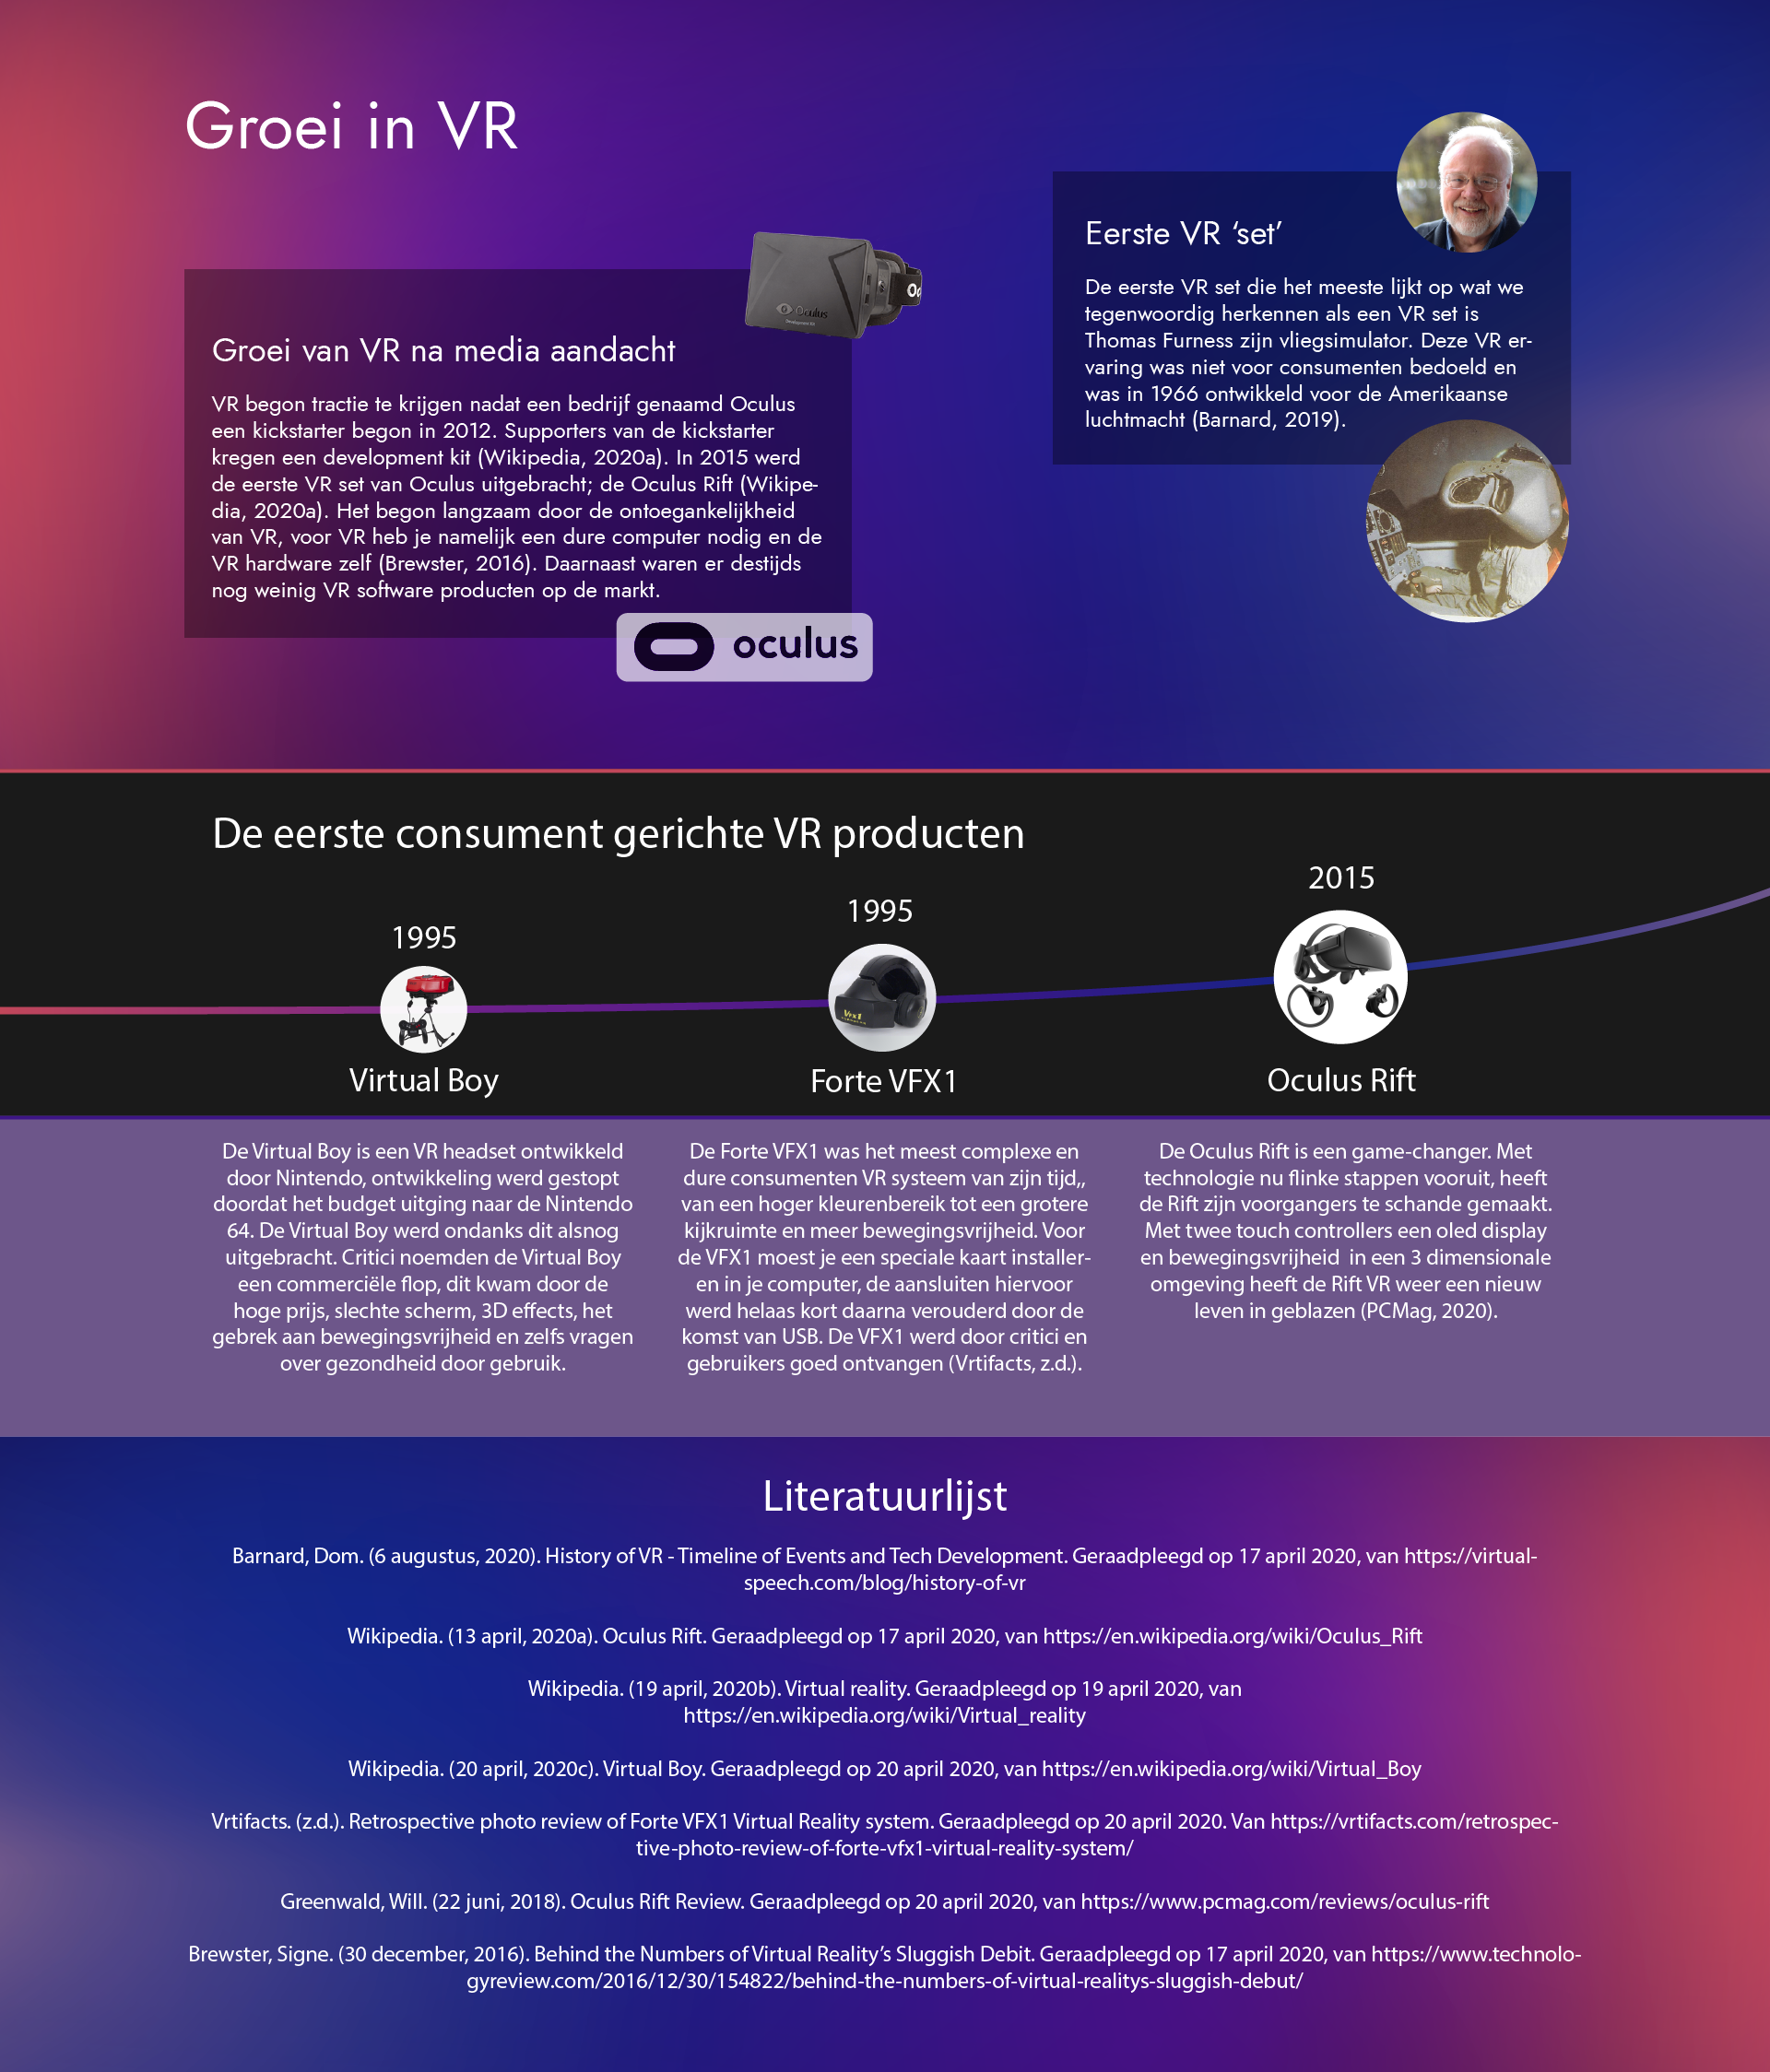 Groei in VR
Groei van VR na media aandacht
VR begon tractie te krijgen nadat een bedrijf genaamd Oculus
een kickstarter begon in 2012. Supporters van de kickstarter
kregen een development kit (Wikipedia, 2020a). In 2015 werd
de eerste VR set van Oculus uitgebracht; de Oculus Rift (Wikipe-
dia, 2020a). Het begon langzaam door de ontoegankelijkheid
van VR, voor VR heb je namelijk een dure computer nodig en de
VR hardware zelf (Brewster, 2016). Daarnaast waren er destijds
nog weinig VR software producten op de markt.
Oculus
Development Kit
oculus
Eerste VR ‘set’
De eerste VR set die het meeste lijkt op wat we
tegenwoordig herkennen als een VR set is
Thomas Furness zijn vliegsimulator. Deze VR er-
varing was niet voor consumenten bedoeld en
was in 1966 ontwikkeld voor de Amerikaanse
luchtmacht (Barnard, 2019).
De eerste consument gerichte VR producten
1995
Virtual Boy
1995
Vfx1
Forte VFX1
2015
Oculus Rift
De Virtual Boy is een VR headset ontwikkeld
door Nintendo, ontwikkeling werd gestopt
doordat het budget uitging naar de Nintendo
64. De Virtual Boy werd ondanks dit alsnog
uitgebracht. Critici noemden de Virtual Boy
een commerciële flop, dit kwam door de
hoge prijs, slechte scherm, 3D effects, het
gebrek aan bewegingsvrijheid en zelfs vragen
over gezondheid door gebruik.
De Forte VFX1 was het meest complexe en
dure consumenten VR systeem van zijn tijd,,
van een hoger kleurenbereik tot een grotere
kijkruimte en meer bewegingsvrijheid. Voor
de VFX1 moest je een speciale kaart installer-
en in je computer, de aansluiten hiervoor
werd helaas kort daarna verouderd door de
komst van USB. De VFX1 werd door critici en
gebruikers goed ontvangen (Vrtifacts, z.d.).
De Oculus Rift is een game-changer. Met
technologie nu flinke stappen vooruit, heeft
de Rift zijn voorgangers te schande gemaakt.
Met twee touch controllers een oled display
en bewegingsvrijheid in een 3 dimensionale
omgeving heeft de Rift VR weer een nieuw
leven in geblazen (PCMag, 2020).
Literatuurlijst
Barnard, Dom. (6 augustus, 2020). History of VR - Timeline of Events and Tech Development. Geraadpleegd op 17 april 2020, van https://virtual-
speech.com/blog/history-of-vr
Wikipedia. (13 april, 2020a). Oculus Rift. Geraadpleegd op 17 april 2020, van https://en.wikipedia.org/wiki/Oculus_Rift
Wikipedia. (19 april, 2020b). Virtual reality. Geraadpleegd op 19 april 2020, van
https://en.wikipedia.org/wiki/Virtual_reality
Wikipedia. (20 april, 2020c). Virtual Boy. Geraadpleegd op 20 april 2020, van https://en.wikipedia.org/wiki/Virtual_Boy
Vrtifacts. (z.d.). Retrospective photo review of Forte VFX1 Virtual Reality system. Geraadpleegd op 20 april 2020. Van https://vrtifacts.com/retrospec-
tive-photo-review-of-forte-vfx1-virtual-reality-system/
Greenwald, Will. (22 juni, 2018). Oculus Rift Review. Geraadpleegd op 20 april 2020, van https://www.pcmag.com/reviews/oculus-rift
Brewster, Signe. (30 december, 2016). Behind the Numbers of Virtual Reality’s Sluggish Debit. Geraadpleegd op 17 april 2020, van https://www.technolo-
gyreview.com/2016/12/30/154822/behind-the-numbers-of-virtual-realitys-sluggish-debut/